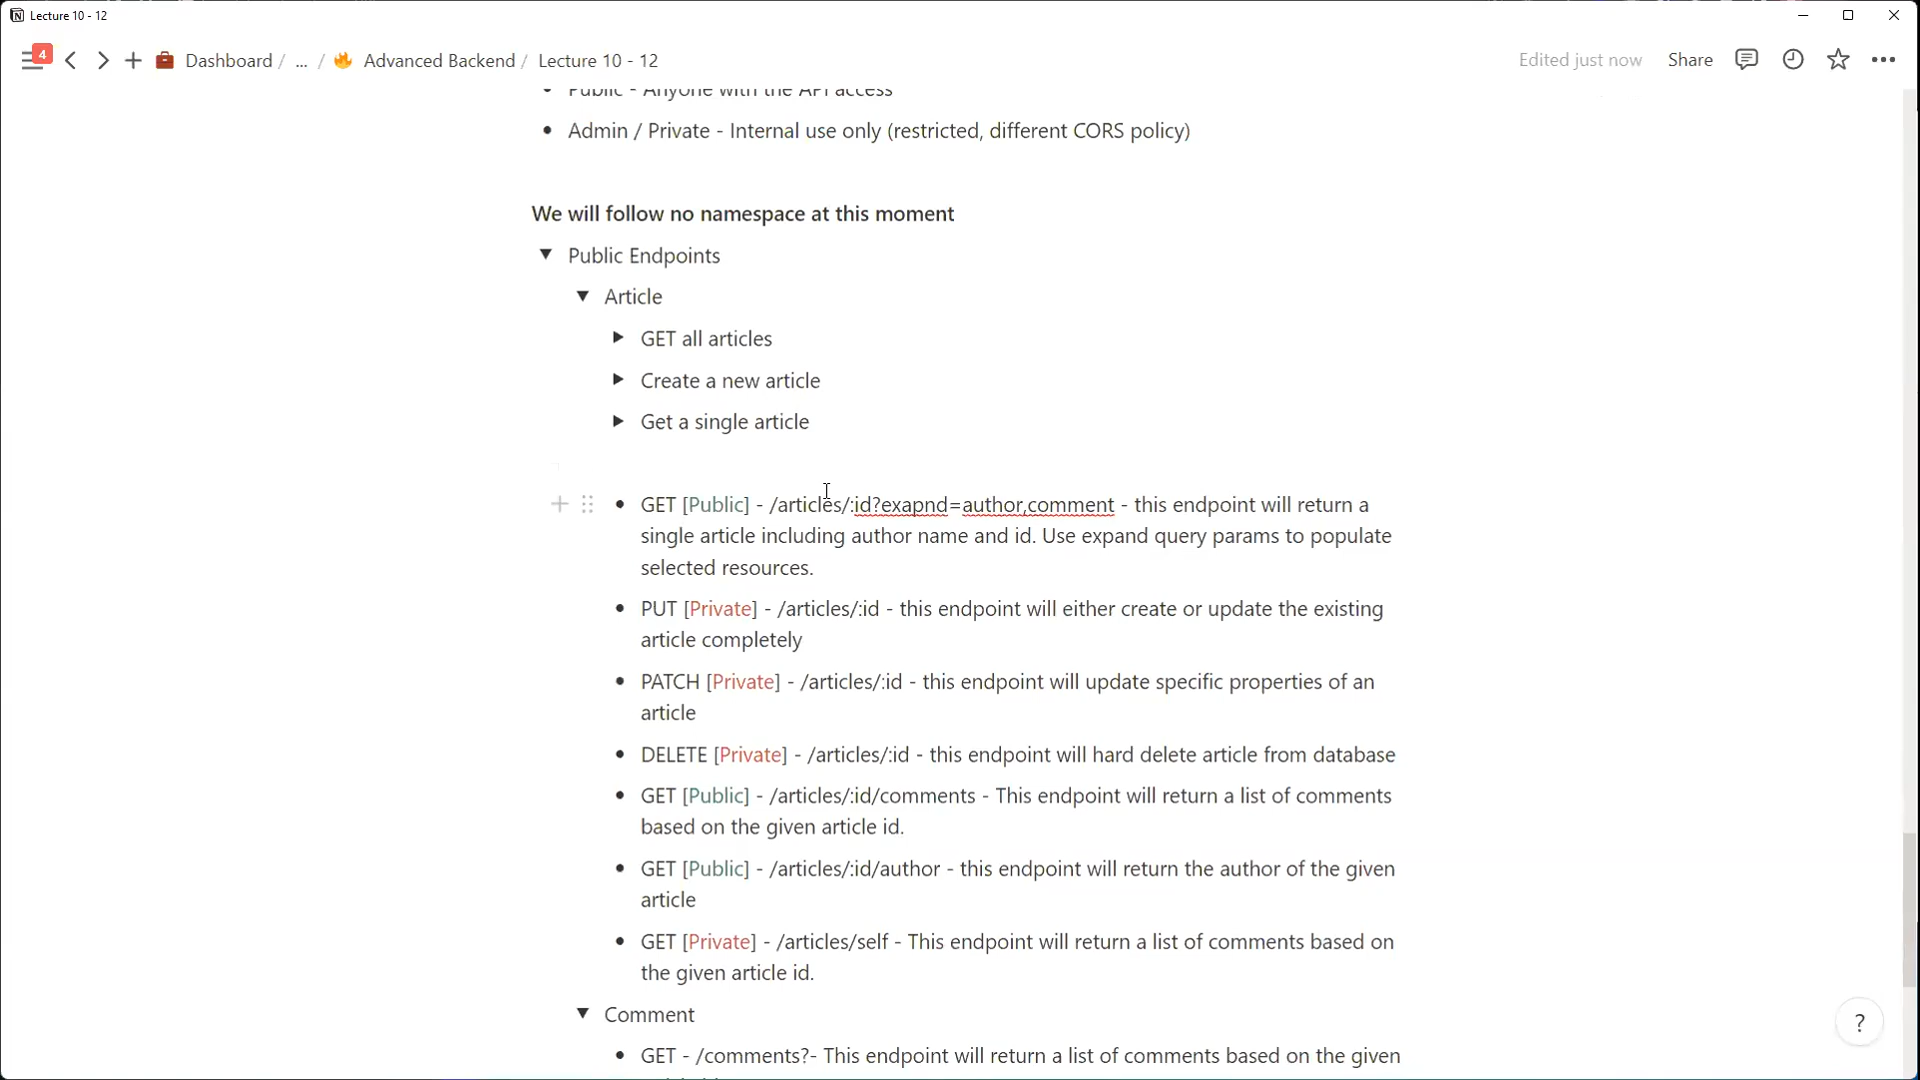 Lecture 10 - 12
4
Dashboard / ... / Advanced Backend / Lecture 10 - 12
Edited just now Share
Public - Anyone with the API access
Admin / Private - Internal use only (restricted, different CORS policy)
We will follow no namespace at this moment
Public Endpoints
Article
GET all articles
Create a new article
Get a single article
GET [Public] - /articles/:id?exapnd=author,comment - this endpoint will return a
single article including author name and id. Use expand query params to populate
selected resources.
PUT [Private] - /articles/:id - this endpoint will either create or update the existing
article completely
PATCH [Private] - /articles/:id - this endpoint will update specific properties of an
article
DELETE [Private] - /articles/:id - this endpoint will hard delete article from database
GET [Public] - /articles/:id/comments - This endpoint will return a list of comments
based on the given article id.
GET [Public] - /articles/:id/author - this endpoint will return the author of the given
article
GET [Private] - /articles/self - This endpoint will return a list of comments based on
the given article id.
Comment
GET - /comments?- This endpoint will return a list of comments based on the given
?